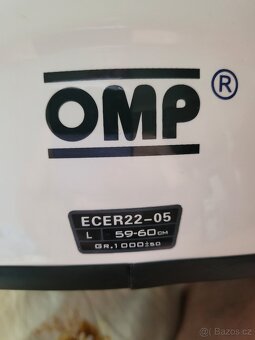 OMP®
ECER22-05
L 59-60cm
GR.1000±50
© Bazos.cz